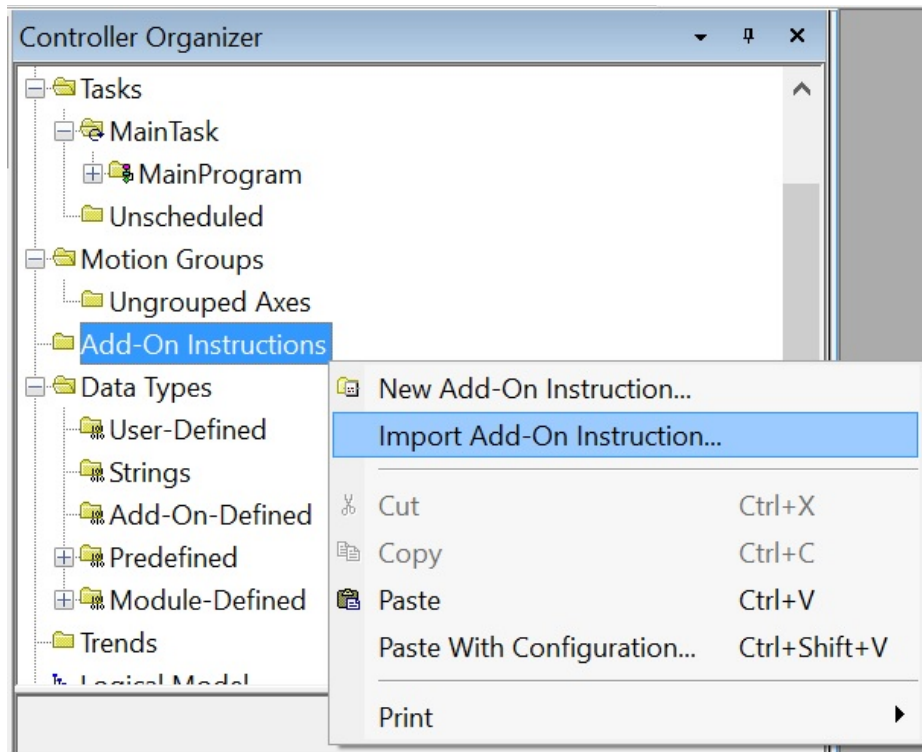 Controller Organizer
Tasks
MainTask
MainProgram
Unscheduled
Motion Groups
Ungrouped Axes
Add-On Instructions
Data Types
User-Defined
Strings
Add-On-Defined
Predefined
Module-Defined
Trends
Logical Model
New Add-On Instruction...
Import Add-On Instruction...
Cut Ctrl+X
Copy Ctrl+C
Paste Ctrl+V
Paste With Configuration... Ctrl+Shift+V
Print